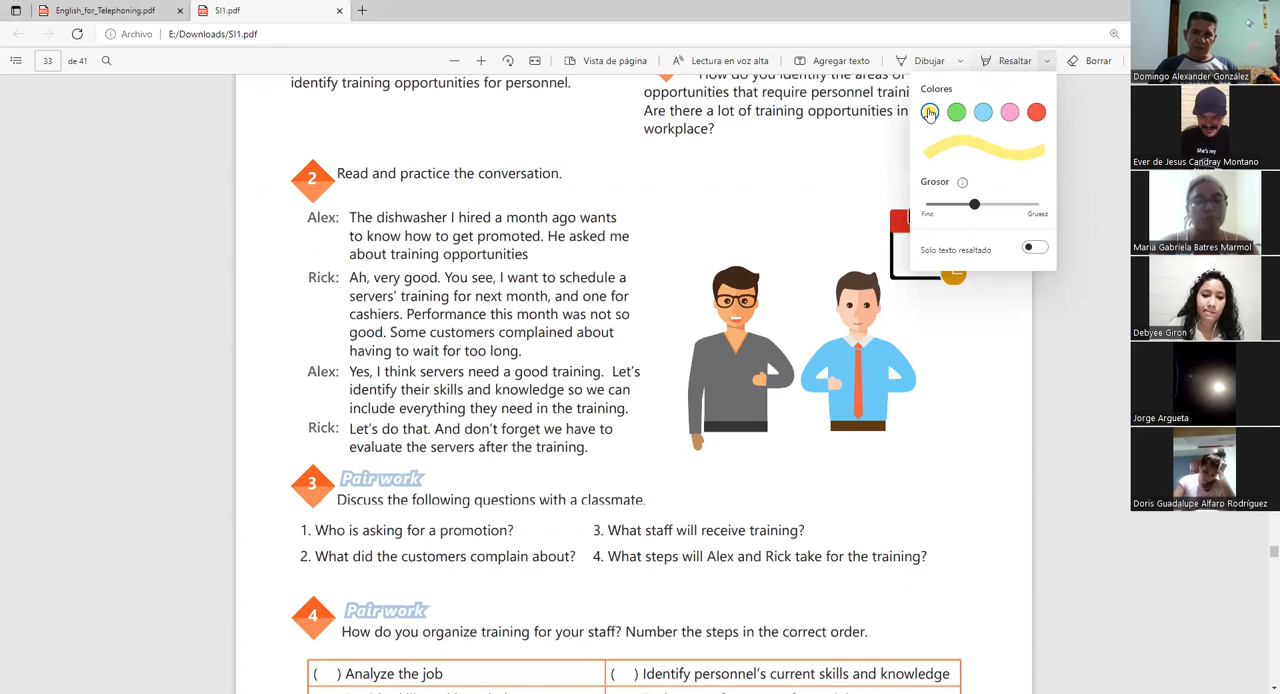 English_for_Telephoning.pdf
SI1.pdf
Archivo
E:/Downloads/SI1.pdf
33
de 41
Vista de página
Lectura en voz alta
Agregar texto
Dibujar
Resaltar
Borrar
Colores
Grosor
Fino
Grueso
Solo texto resaltado
identify training opportunities for personnel.
How do you identify the areas or
opportunities that require personnel
Are there a lot of training opportunities in
workplace?
2
Read and practice the conversation.
Alex: The dishwasher I hired a month ago wants
to know how to get promoted. He asked me
about training opportunities
Rick: Ah, very good. You see, I want to schedule a
servers’ training for next month, and one for
cashiers. Performance this month was not so
good. Some customers complained about
having to wait for too long.
Alex: Yes, I think servers need a good training. Let’s
identify their skills and knowledge so we can
include everything they need in the training.
Rick: Let’s do that. And don’t forget we have to
evaluate the servers after the training.
3
Pair work
Discuss the following questions with a classmate.
1. Who is asking for a promotion?
3. What staff will receive training?
2. What did the customers complain about?
4. What steps will Alex and Rick take for the training?
4
Pair work
How do you organize training for your staff? Number the steps in the correct order.
( ) Analyze the job
( ) Identify personnel’s current skills and knowledge
Domingo Alexander González
She's my
Ever de Jesus Candray Montano
Maria Gabriela Batres Marmol
Debyee Giron
Jorge Argueta
Doris Guadalupe Alfaro Rodríguez